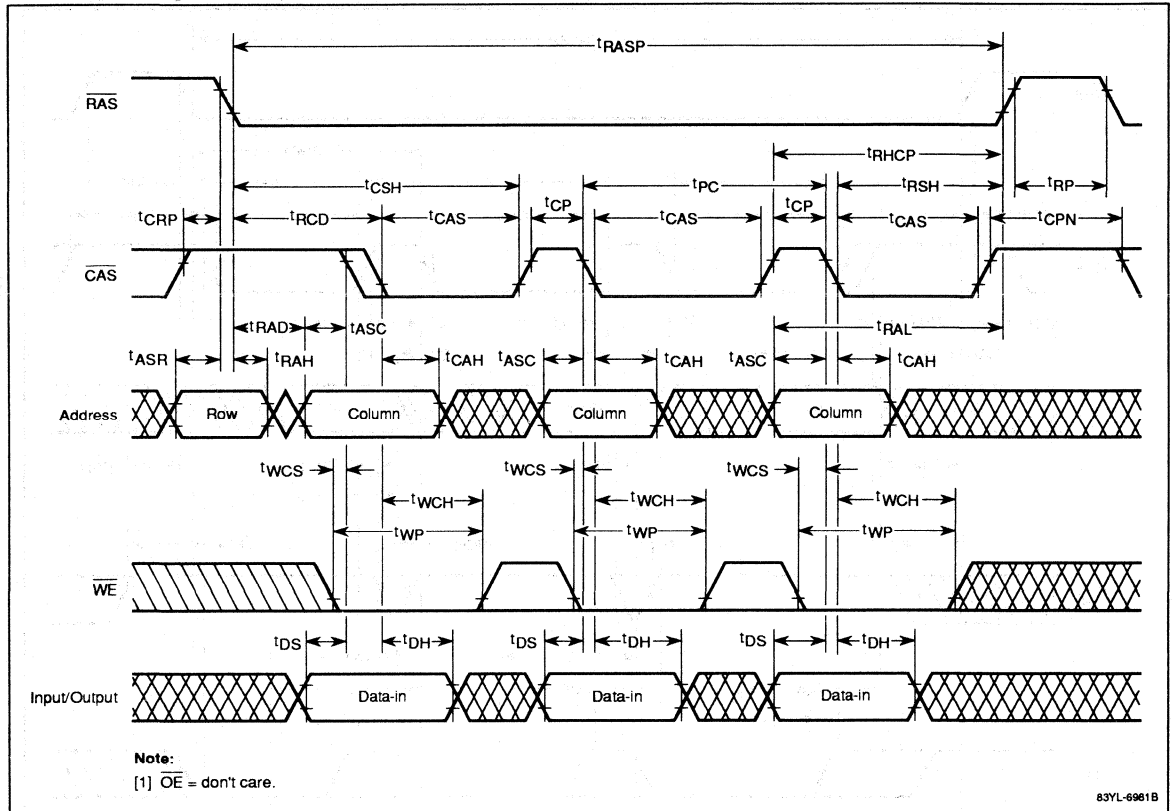 tRASP
RAS
tRHCP
tCSH
tPC
tRSH
tRP
tCRP
tRCD
tCAS
tCP
tCAS
tCP
tCAS
tCPN
CAS
tRAD
tASC
tRAL
tASR
tRAH
tCAH
tASC
tCAH
tASC
tCAH
Address
Row
Column
Column
Column
tWCS
tWCS
tWCS
tWCH
tWCH
tWCH
tWP
tWP
tWP
WE
tDS
tDH
tDS
tDH
tDS
tDH
Input/Output
Data-in
Data-in
Data-in
Note:
[1] OE = don't care.
83YL-6981B